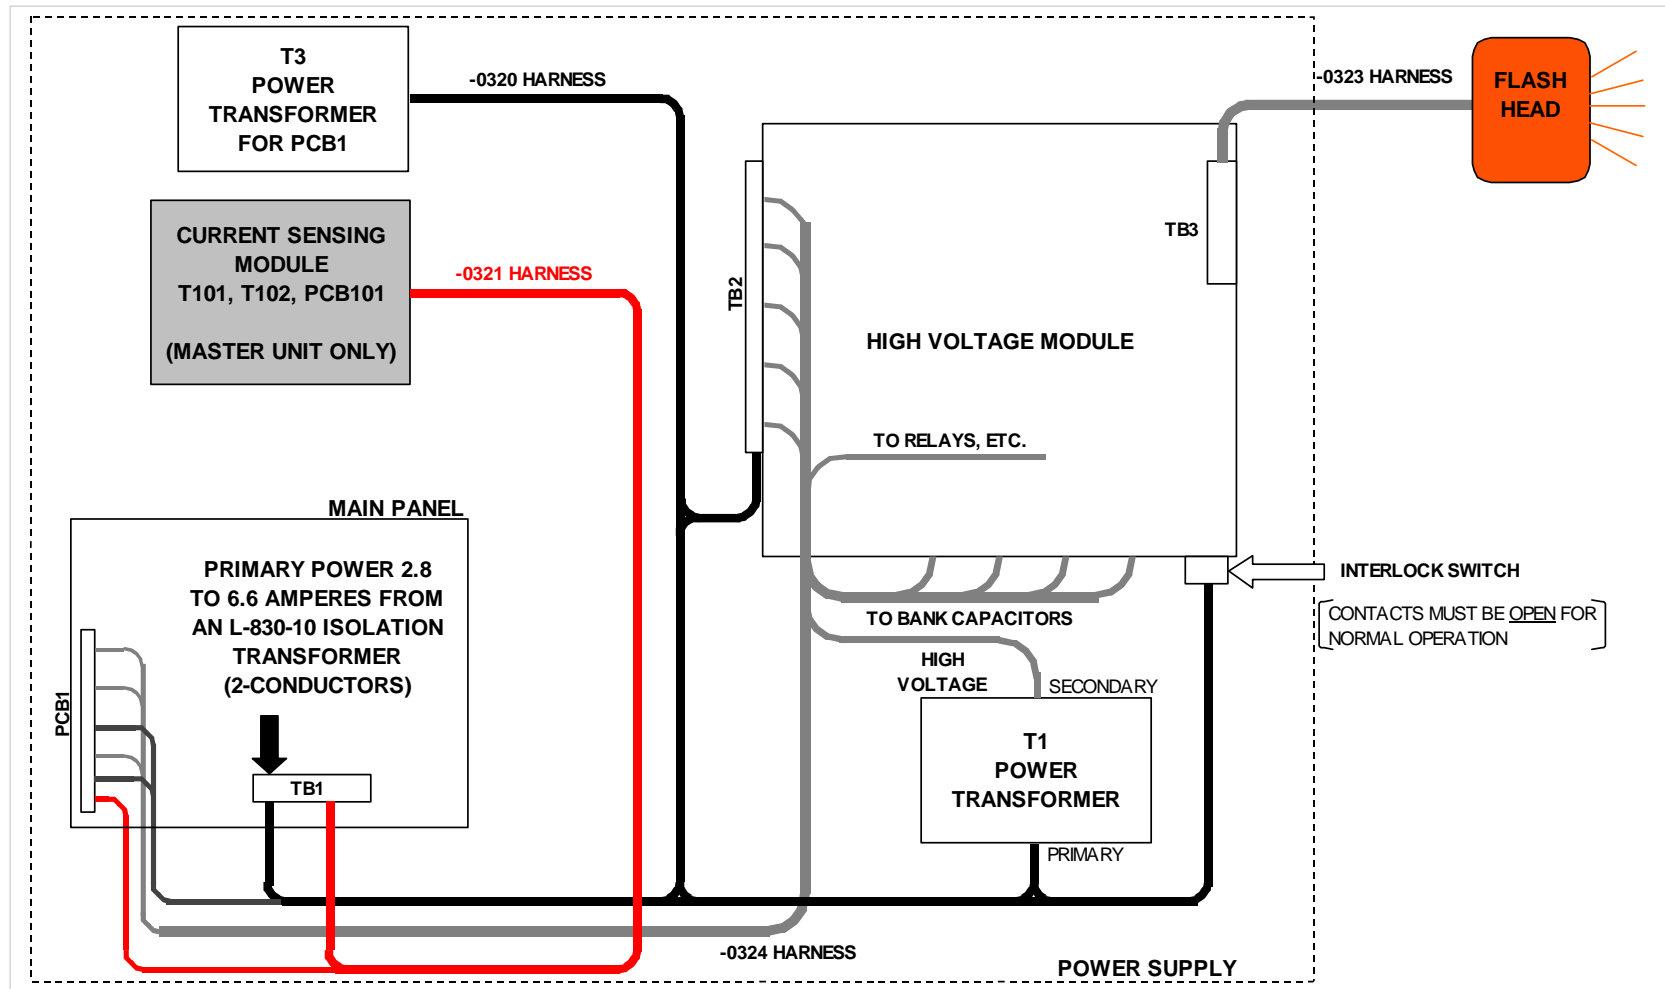 T3
POWER
TRANSFORMER
FOR PCB1
-0320 HARNESS
-0323 HARNESS
FLASH
HEAD
CURRENT SENSING
MODULE
T101, T102, PCB101
(MASTER UNIT ONLY)
-0321 HARNESS
TB2
TB3
HIGH VOLTAGE MODULE
TO RELAYS, ETC.
MAIN PANEL
PRIMARY POWER 2.8
TO 6.6 AMPERES FROM
AN L-830-10 ISOLATION
TRANSFORMER
(2-CONDUCTORS)
PCB1
TB1
INTERLOCK SWITCH
CONTACTS MUST BE OPEN FOR
NORMAL OPERATION
TO BANK CAPACITORS
HIGH
VOLTAGE
SECONDARY
T1
POWER
TRANSFORMER
PRIMARY
-0324 HARNESS
POWER SUPPLY